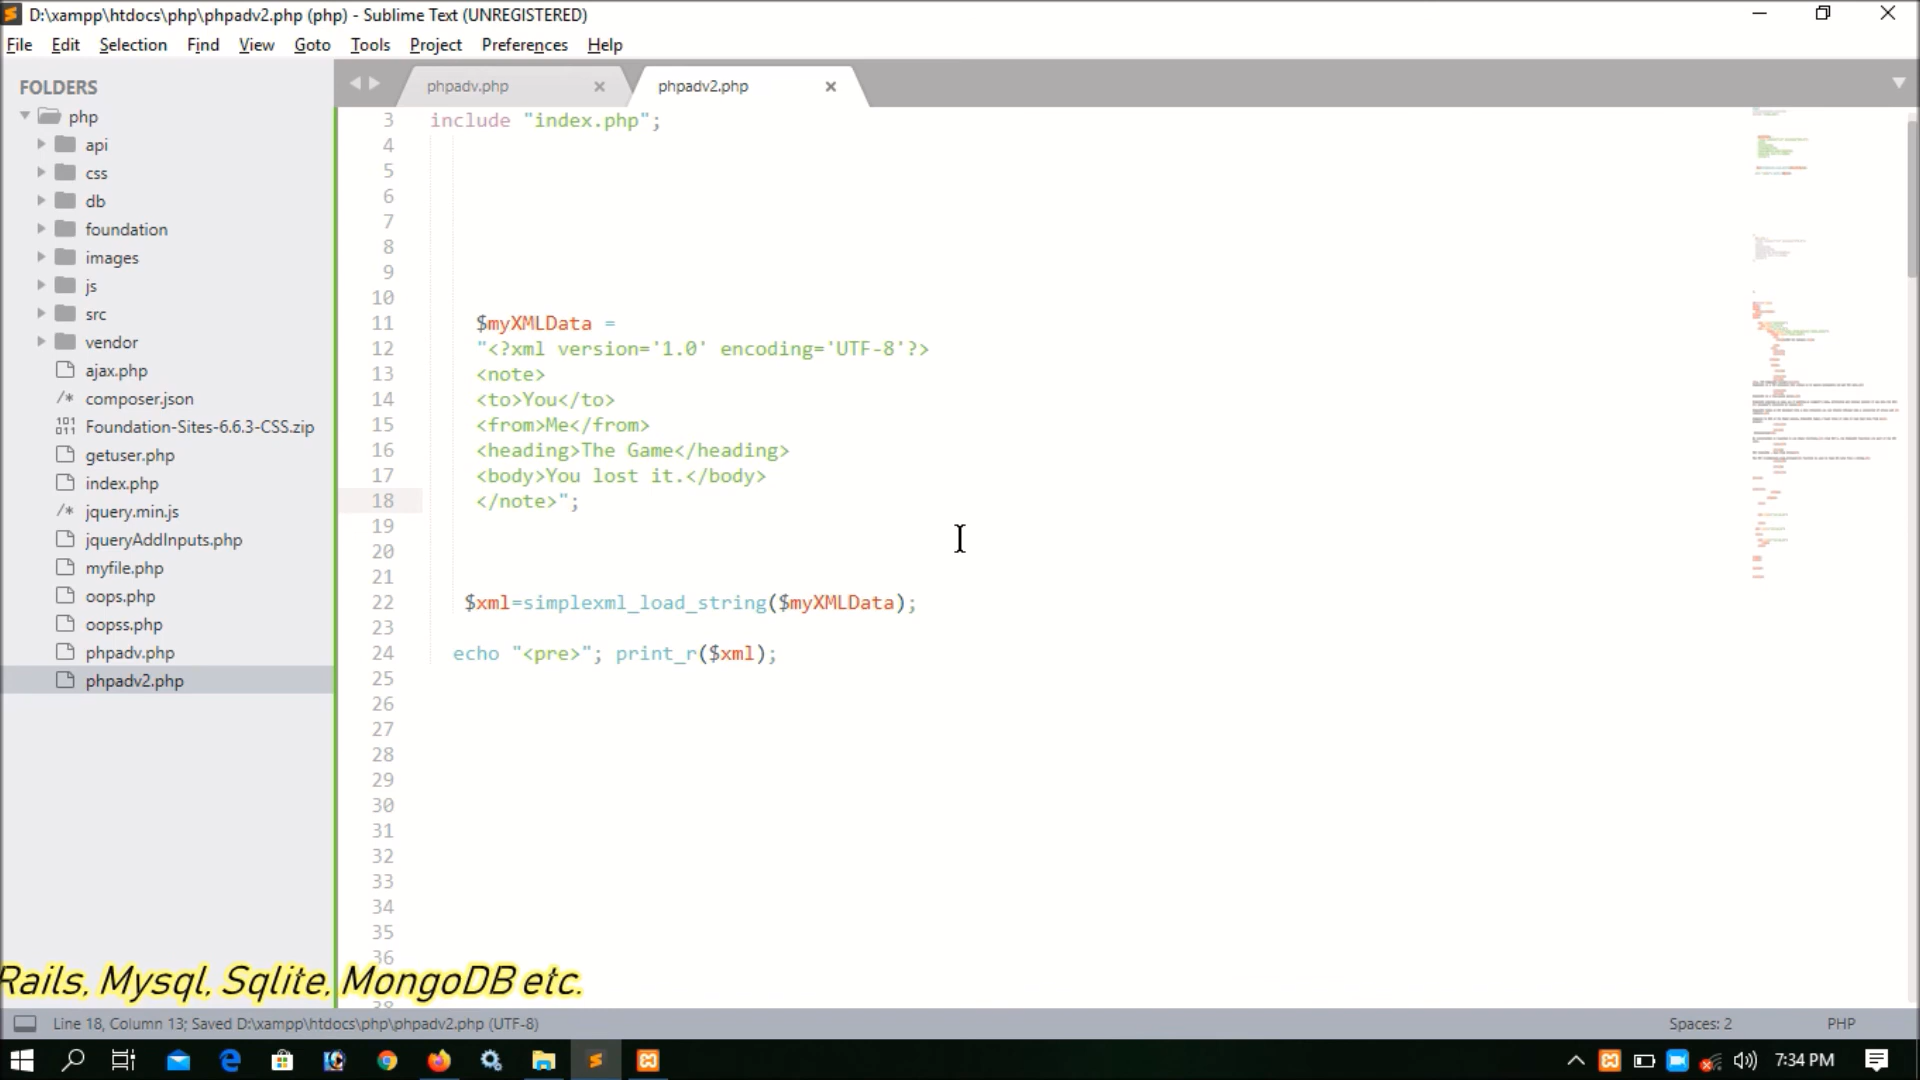 D:\xampp\htdocs\php\phpadv2.php (php) - Sublime Text (UNREGISTERED)
File Edit Selection Find View Goto Tools Project Preferences Help
FOLDERS
php
api
css
db
foundation
images
js
src
vendor
ajax.php
/* composer.json
101 011 Foundation-Sites-6.6.3-CSS.zip
getuser.php
index.php
/* jquery.min.js
jqueryAddInputs.php
myfile.php
oops.php
oopss.php
phpadv.php
phpadv2.php
phpadv.php phpadv2.php
3 include "index.php";
4
5
6
7
8
9
10
11 $myXMLData =
12 "<?xml version='1.0' encoding='UTF-8'?>
13 <note>
14 <to>You</to>
15 <from>Me</from>
16 <heading>The Game</heading>
17 <body>You lost it.</body>
18 </note>";
19
20
21
22 $xml=simplexml_load_string($myXMLData);
23
24 echo "<pre>"; print_r($xml);
25
26
27
28
29
30
31
32
33
34
35
36
38
Rails, Mysql, Sqlite, MongoDB etc.
Line 18, Column 13; Saved D:\xampp\htdocs\php\phpadv2.php (UTF-8) Spaces: 2 PHP
7:34 PM